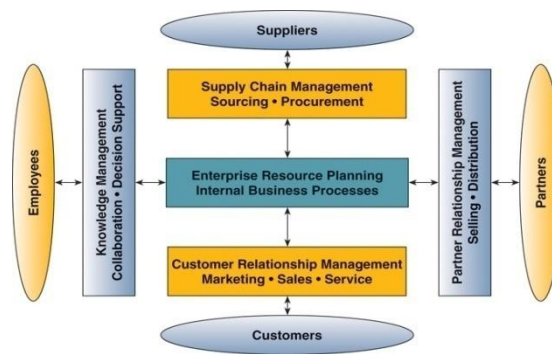 Suppliers
Supply Chain Management
Sourcing • Procurement
Employees
Knowledge Management
Collaboration • Decision Support
Enterprise Resource Planning
Internal Business Processes
Partner Relationship Management
Selling • Distribution
Partners
Customer Relationship Management
Marketing • Sales • Service
Customers